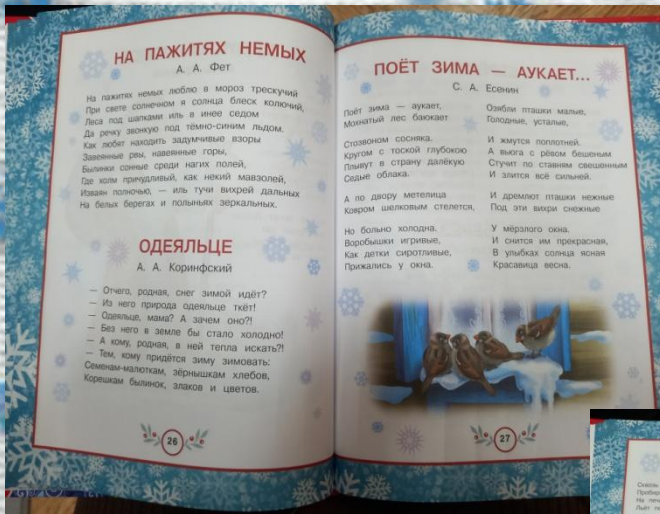 НА ПАЖИТЯХ НЕМЫХ
А. А. Фет
На пажитях немых люблю в мороз трескучий
При свете солнечном я солнца блеск колючий,
Леса под шапками иль в инее седом
Да речку звонкую под тёмно-синим льдом.
Как любят находить задумчивые взоры
Завеянные рвы, навеянные горы,
Былинки сонные среди нагих полей,
Где холм причудливый, как некий мавзолей,
Изваян полночью, — иль тучи вихрей дальных
На белых берегах и полыньях зеркальных.
ОДЕЯЛЬЦЕ
А. А. Коринфский
— Отчего, родная, снег зимой идёт?
— Из него природа одеяльце ткёт!
— Одеяльце, мама? А зачем оно?!
— Без него в земле бы стало холодно!
— А кому, родная, в ней тепла искать?!
— Тем, кому придётся зиму зимовать:
Семенам-малюткам, зёрнышкам хлебов,
Корешкам былинок, злаков и цветов.
26
ПОЁТ ЗИМА — АУКАЕТ...
С. А. Есенин
Поёт зима — аукает,
Мохнатый лес баюкает
Стозвоном сосняка.
Кругом с тоской глубокою
Плывут в страну далёкую
Седые облака.
А по двору метелица
Ковром шелковым стелется,
Но больно холодна.
Воробышки игривые,
Как детки сиротливые,
Прижались у окна.
Озябли пташки малые,
Голодные, усталые,
И жмутся поплотней.
А вьюга с рёвом бешеным
Стучит по ставням свешенным
И злится всё сильней.
И дремлют пташки нежные
Под эти вихри снежные
У мёрзлого окна.
И снится им прекрасная,
В улыбках солнца ясная
Красавица весна.
27